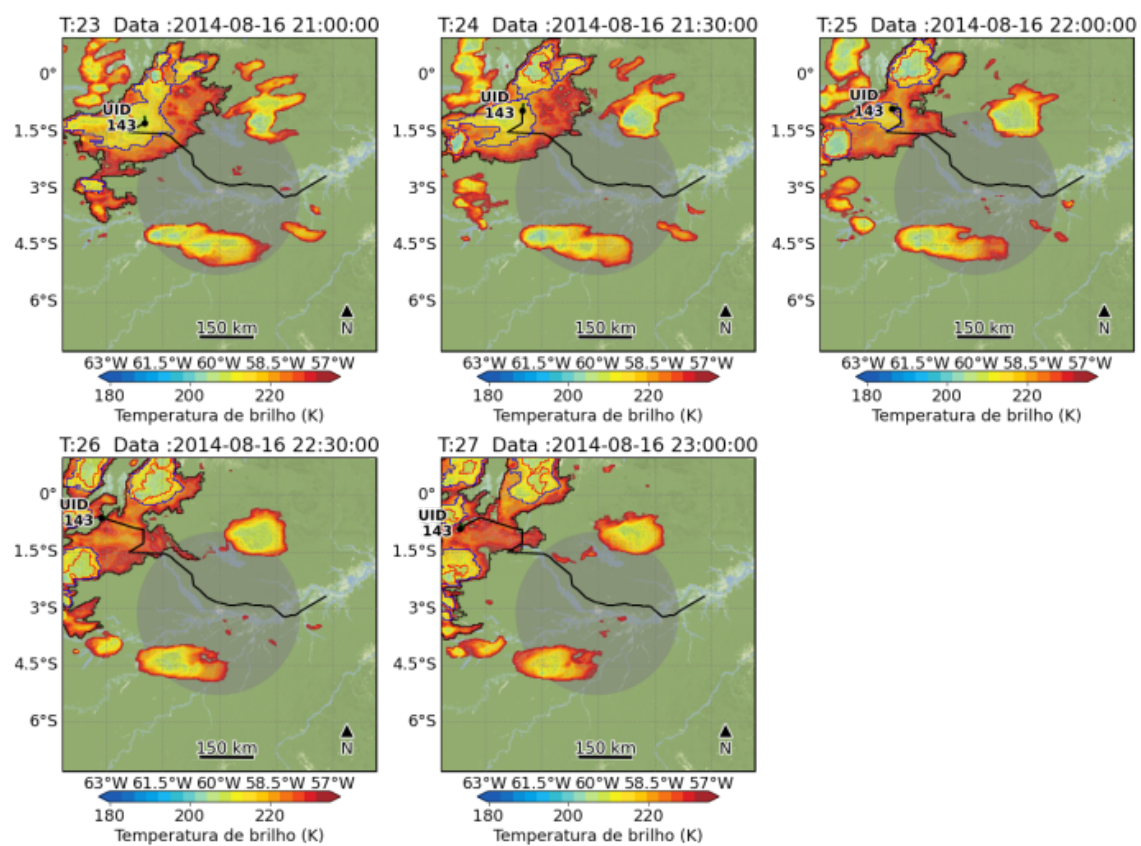 T:23 Data :2014-08-16 21:00:00
0°
1.5°S
3°S
4.5°S
6°S
UID
143
150 km
N
63°W 61.5°W 60°W 58.5°W 57°W
180 200 220
Temperatura de brilho (K)
T:24 Data :2014-08-16 21:30:00
0°
1.5°S
3°S
4.5°S
6°S
UID
143
150 km
N
63°W 61.5°W 60°W 58.5°W 57°W
180 200 220
Temperatura de brilho (K)
T:25 Data :2014-08-16 22:00:00
0°
1.5°S
3°S
4.5°S
6°S
UID
143
150 km
N
63°W 61.5°W 60°W 58.5°W 57°W
180 200 220
Temperatura de brilho (K)
T:26 Data :2014-08-16 22:30:00
0°
1.5°S
3°S
4.5°S
6°S
UID
143
150 km
N
63°W 61.5°W 60°W 58.5°W 57°W
180 200 220
Temperatura de brilho (K)
T:27 Data :2014-08-16 23:00:00
0°
1.5°S
3°S
4.5°S
6°S
UID
143
150 km
N
63°W 61.5°W 60°W 58.5°W 57°W
180 200 220
Temperatura de brilho (K)